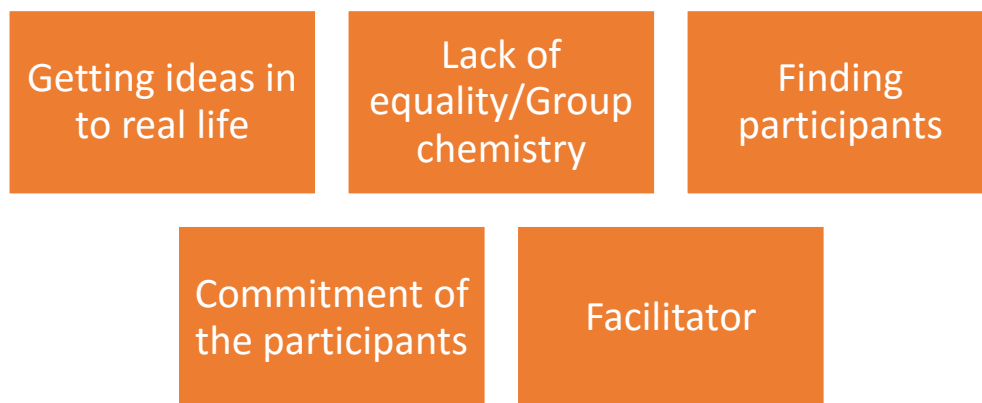 Getting ideas in
to real life
Lack of
equality/Group
chemistry
Finding
participants
Commitment of
the participants
Facilitator